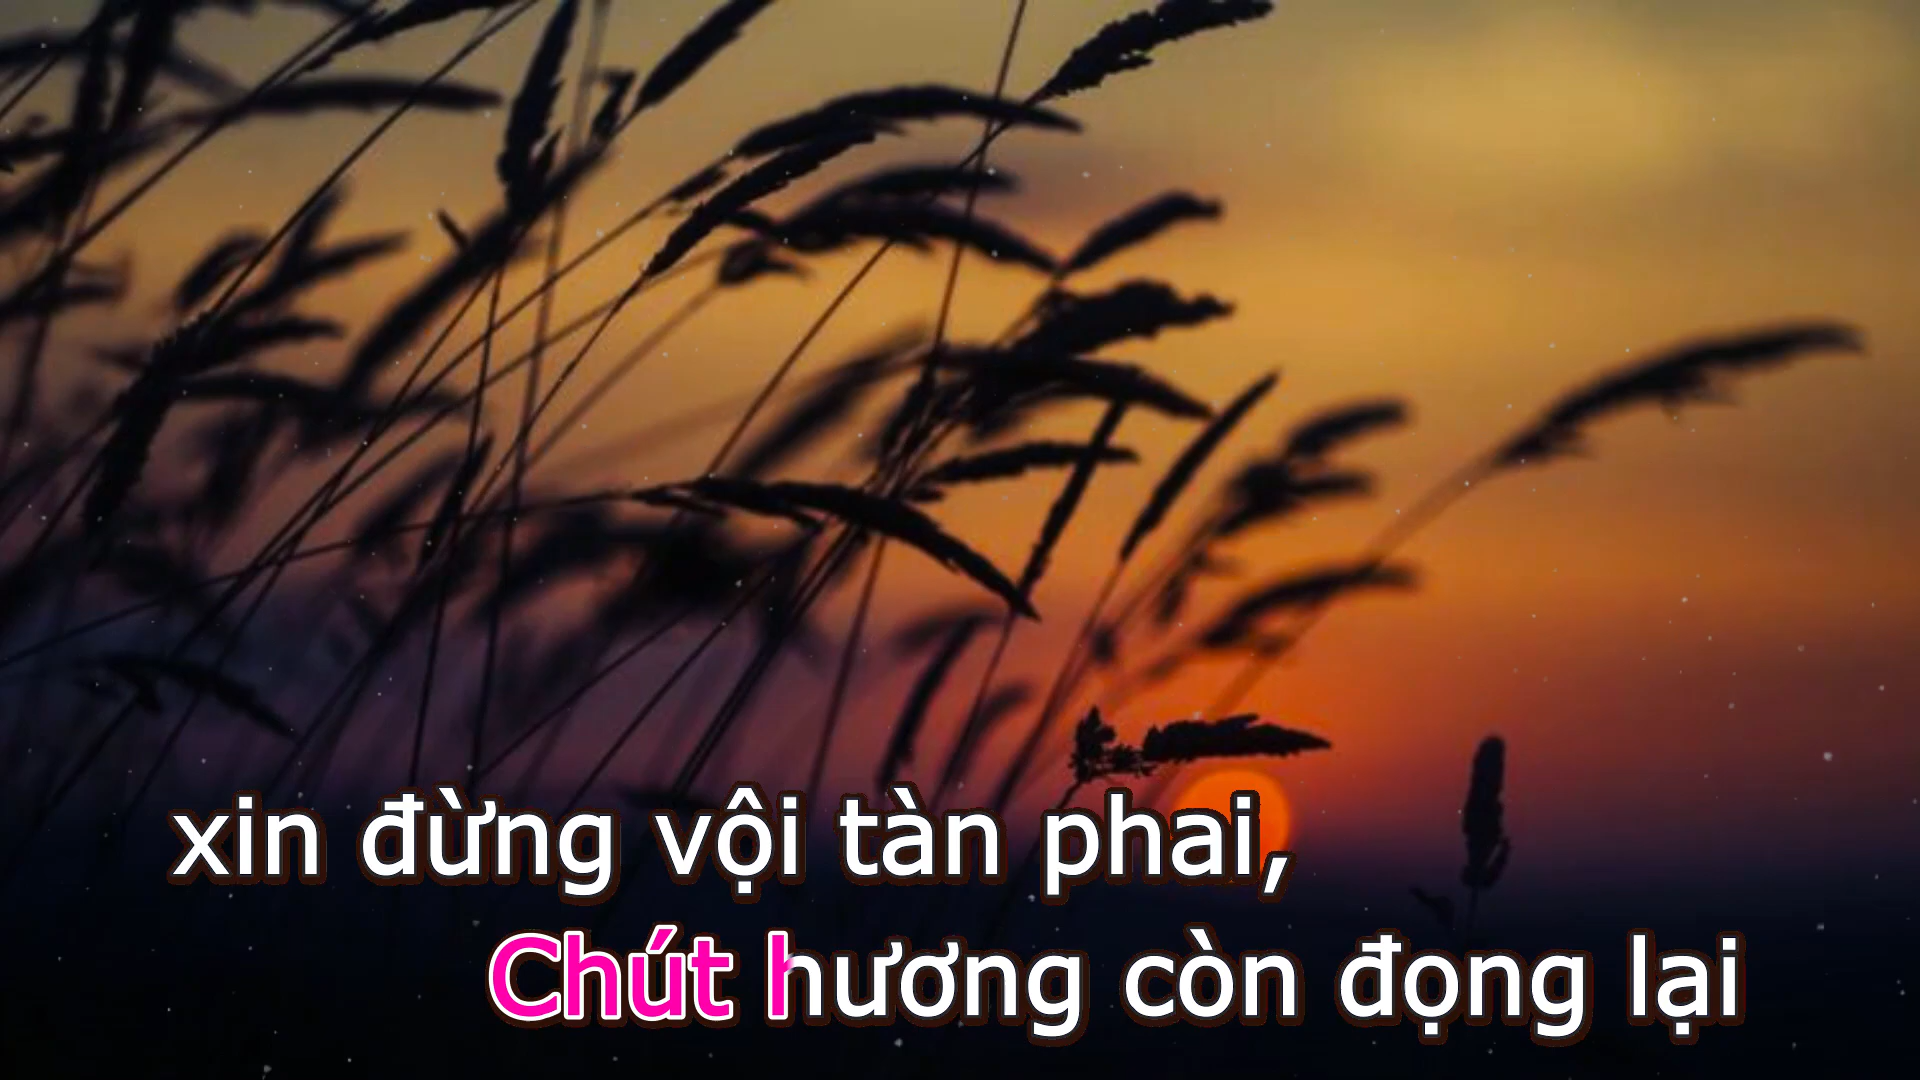 xin đừng vội tàn phai,
Chút hương còn đọng lại